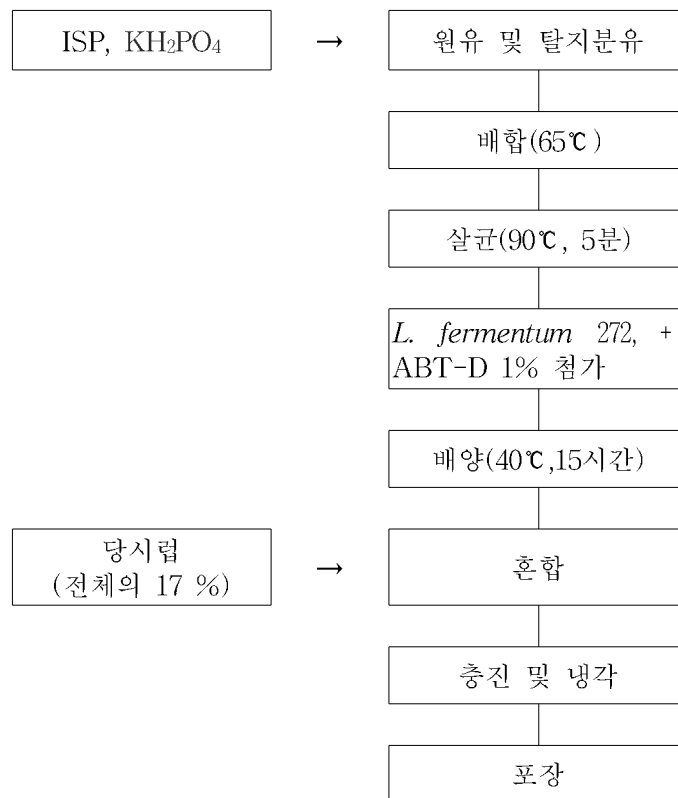 ISP, KH₂PO₄
→
원유 및 탈지분유
배합(65℃)
살균(90℃, 5분)
L. fermentum 272, +
ABT-D 1% 첨가
배양(40℃,15시간)
당시럽
(전체의 17 %)
→
혼합
충진 및 냉각
포장